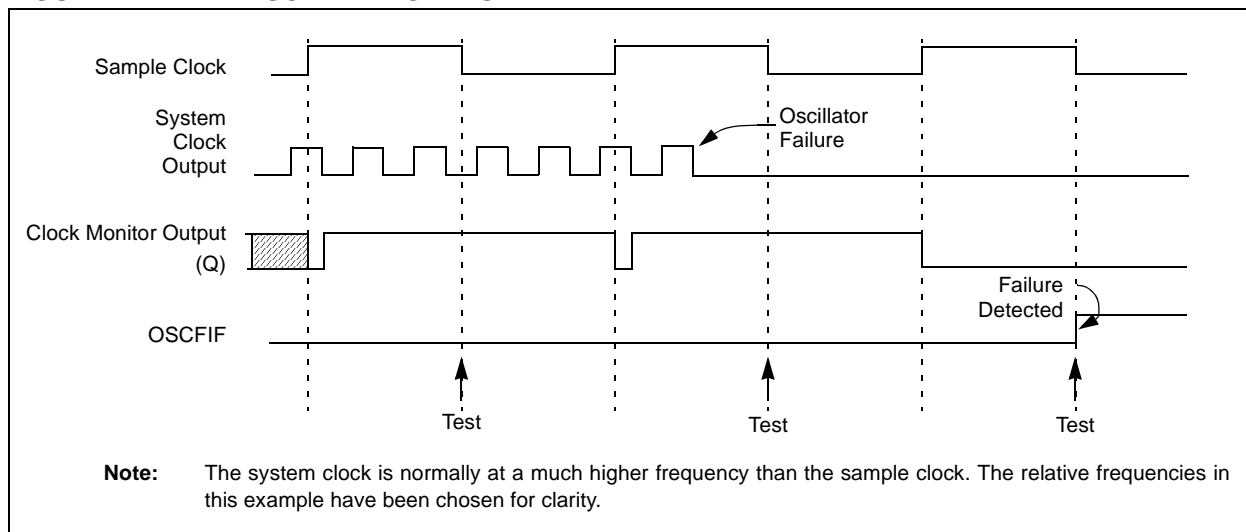 Sample Clock
System
Clock
Output
Oscillator
Failure
Clock Monitor Output
(Q)
Failure
Detected
OSCFIF
Test
Test
Test
Note: The system clock is normally at a much higher frequency than the sample clock. The relative frequencies in
this example have been chosen for clarity.